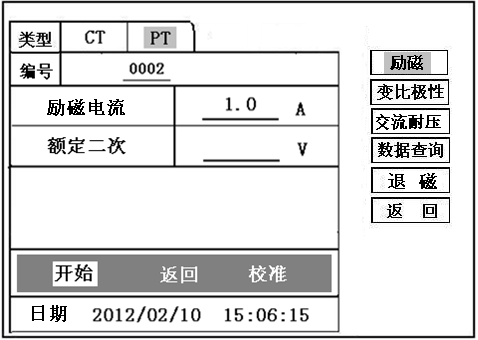 类型 CT PT
编号 0002
励磁电流 1.0 A
额定二次 V
开始 返回 校准
日期 2012/02/10 15:06:15
励磁
变比极性
交流耐压
数据查询
退 磁
返 回